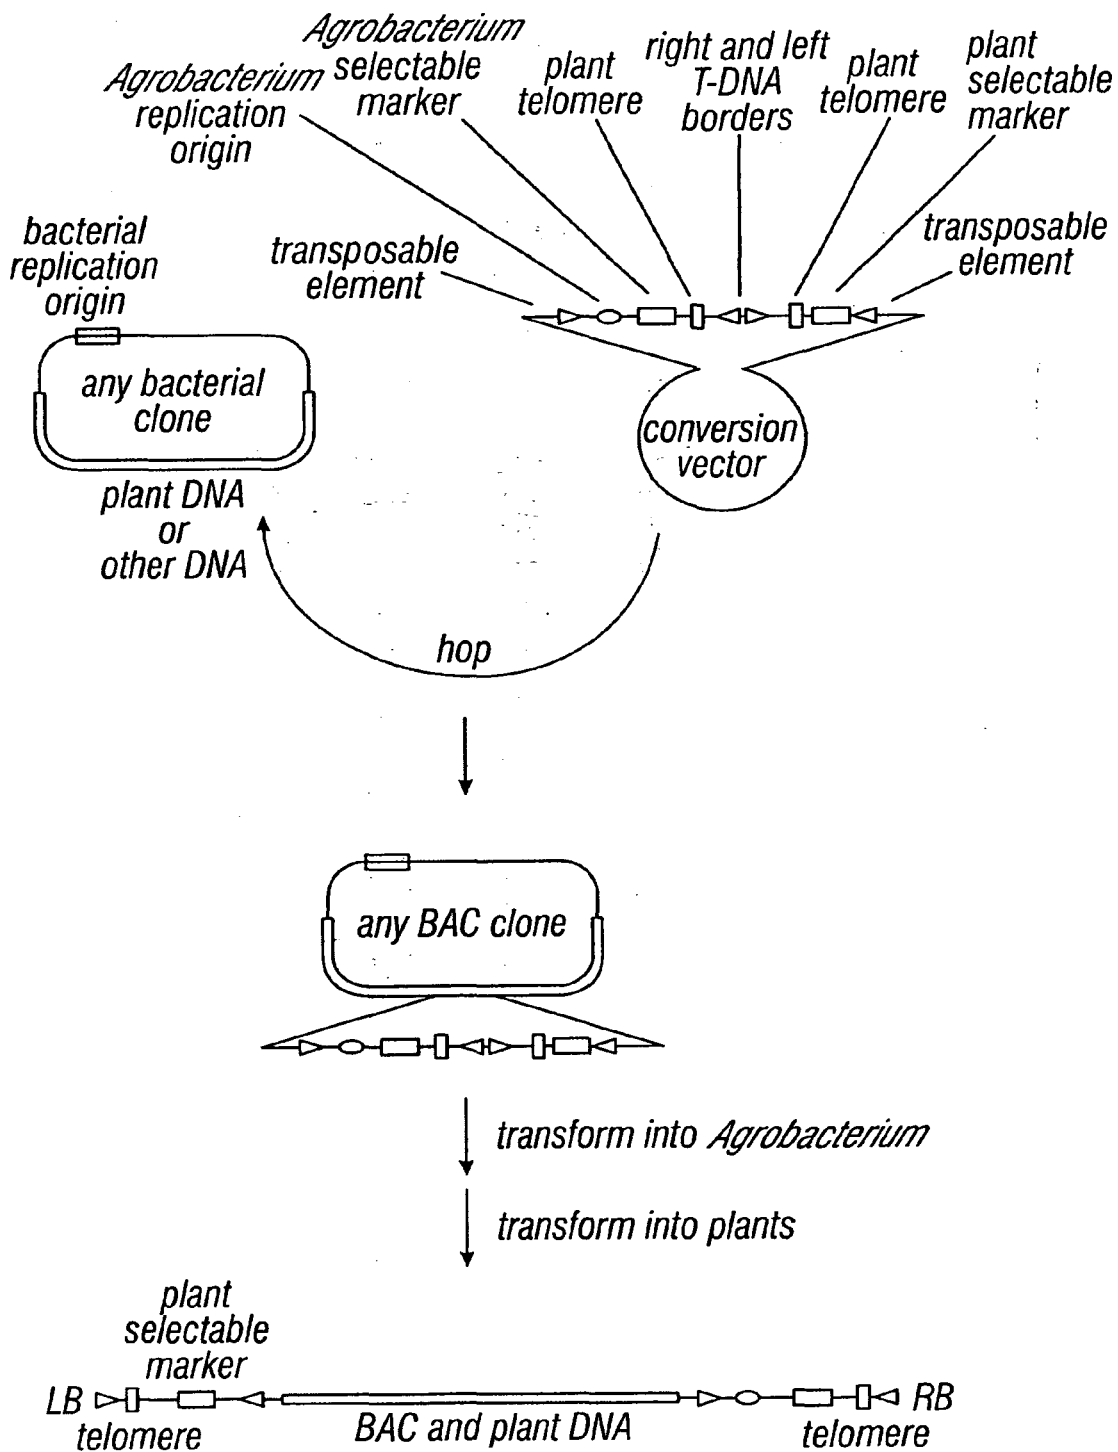 Agrobacterium
replication
origin
Agrobacterium
selectable
marker
plant
telomere
right and left
T-DNA
borders
plant
telomere
plant
selectable
marker
bacterial
replication
origin
transposable
element
transposable
element
any bacterial
clone
conversion
vector
plant DNA
or
other DNA
hop
any BAC clone
transform into Agrobacterium
transform into plants
plant
selectable
marker
LB
RB
telomere
BAC and plant DNA
telomere